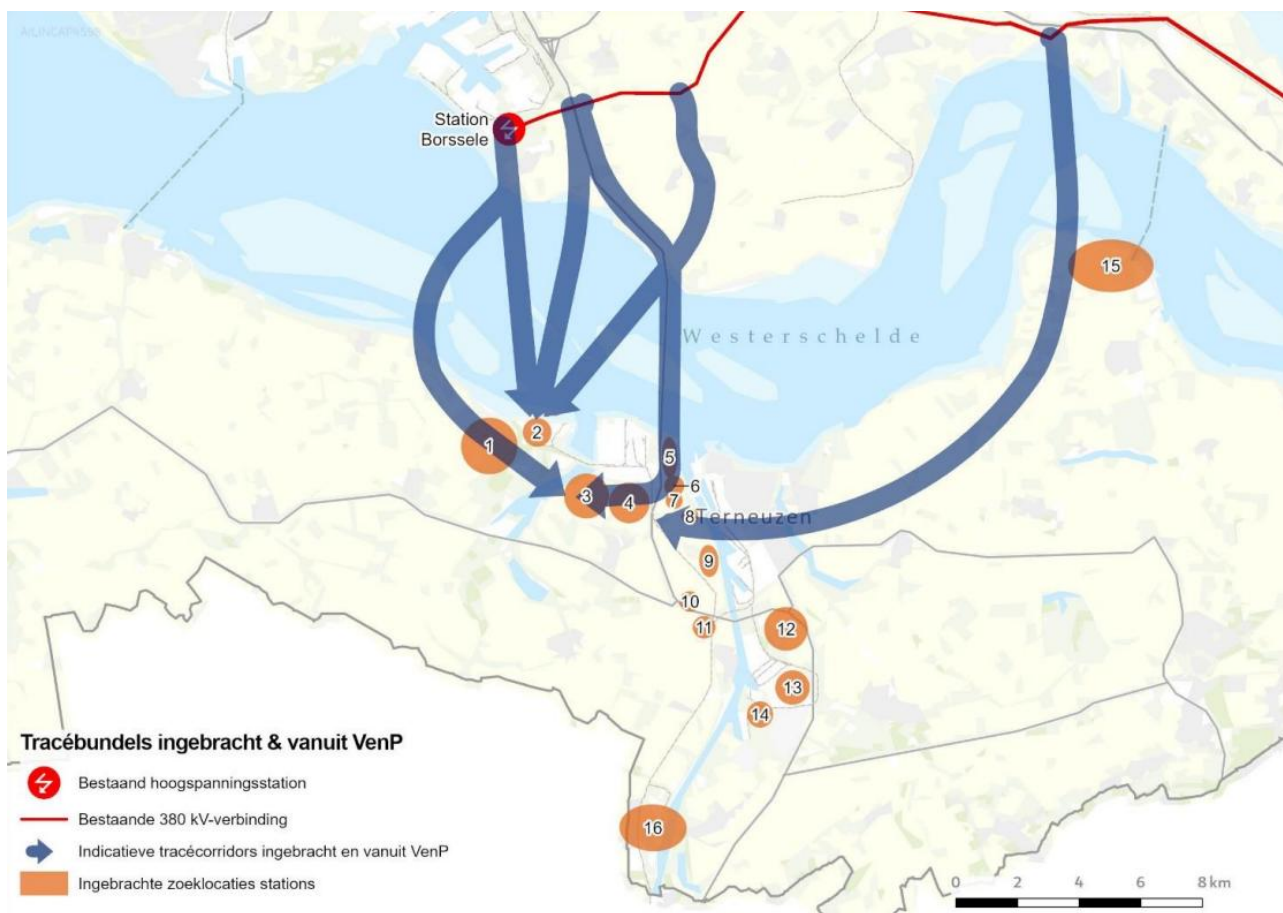 Station
Borssele
15
Westerschelde
1
2
5
3
4
6
7
8
Terneuzen
9
10
11
12
13
14
16
Tracébundels ingebracht & vanuit VenP
Bestaand hoogspanningsstation
Bestaande 380 kV-verbinding
Indicatieve tracécorridors ingebracht en vanuit VenP
Ingebrachte zoeklocaties stations
0 2 4 6 8 km